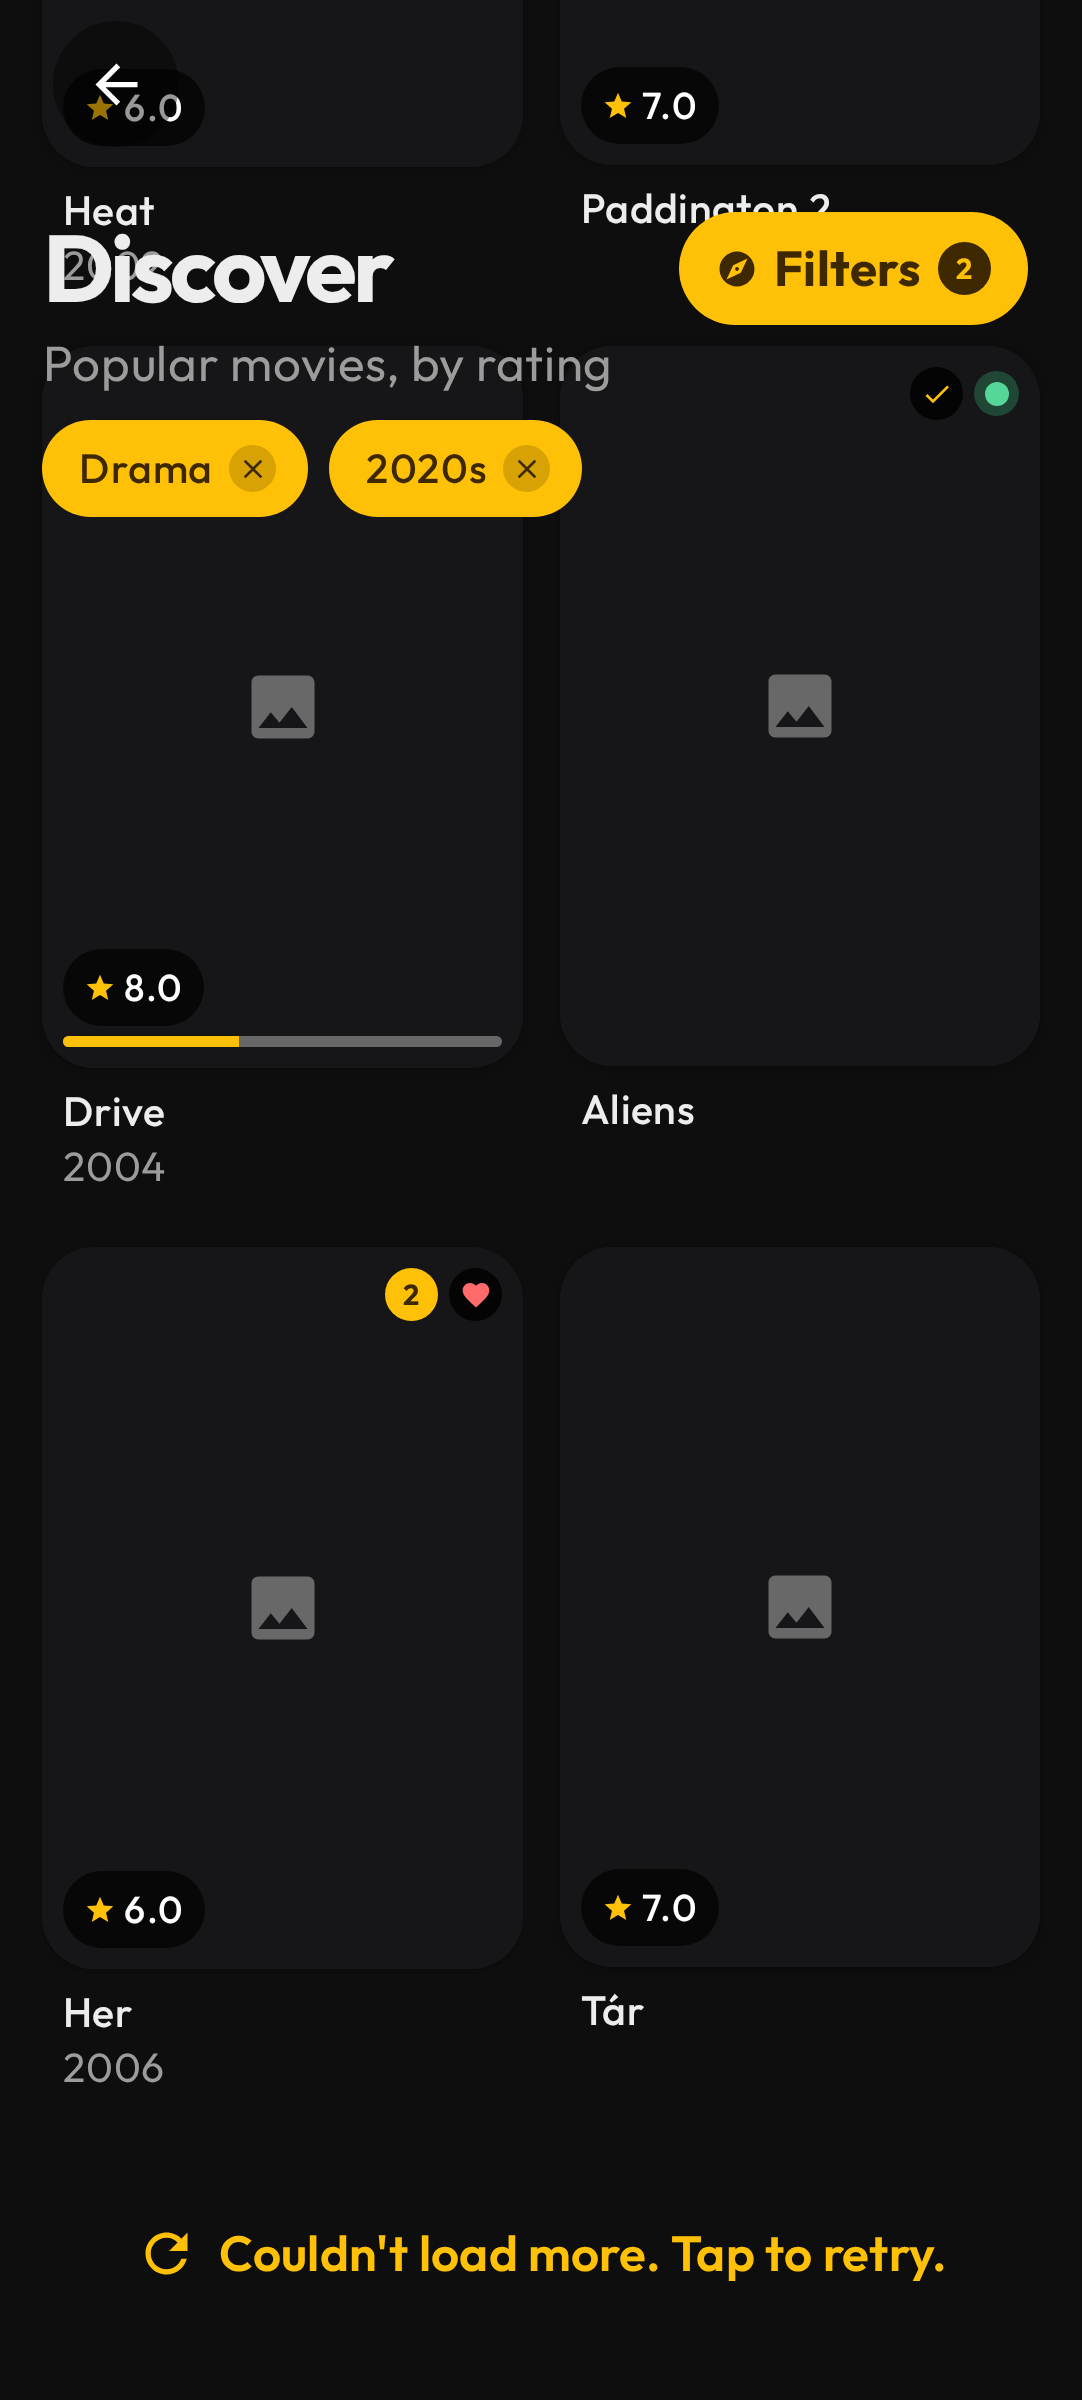 6.0
7.0
Heat
Paddington 2
Discover
Filters 2
Popular movies, by rating
Drama
2020s
8.0
Drive
Aliens
2004
2
6.0
7.0
Her
Tár
2006
Couldn't load more. Tap to retry.